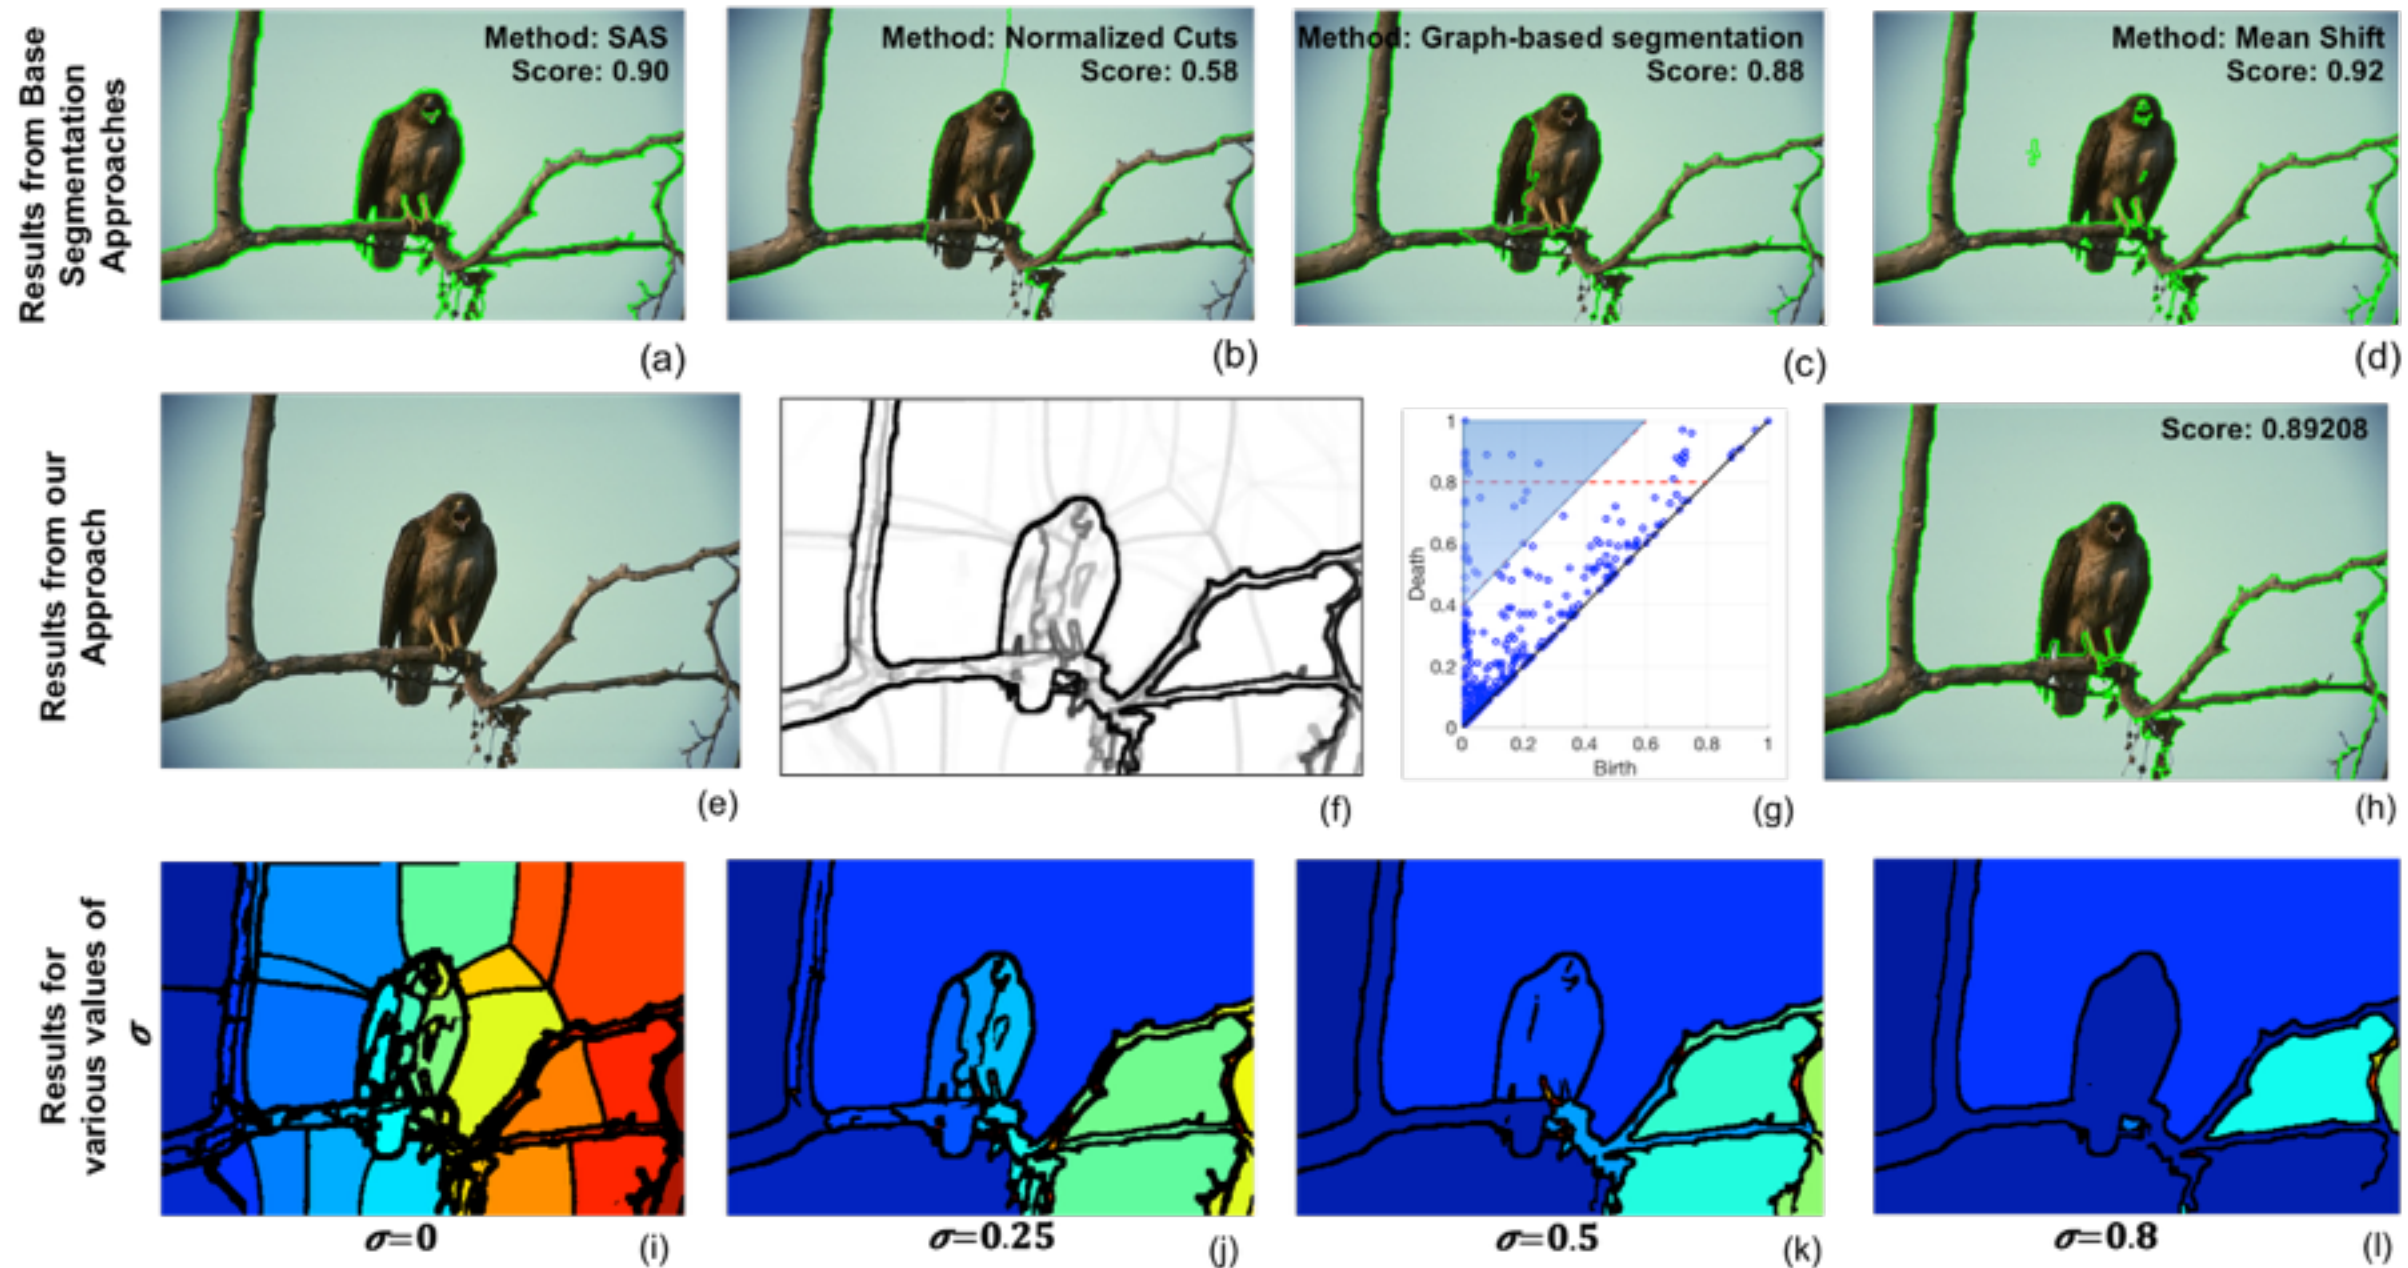 Results from Base
Segmentation
Approaches
Method: SAS
Score: 0.90
(a)
Method: Normalized Cuts
Score: 0.58
(b)
Method: Graph-based segmentation
Score: 0.88
(c)
Method: Mean Shift
Score: 0.92
(d)
Results from our
Approach
(e)
(f)
1
0.8
0.6
0.4
0.2
0
Death
0 0.2 0.4 0.6 0.8 1
Birth
(g)
Score: 0.89208
(h)
Results for
various values of
σ
σ=0
(i)
σ=0.25
(j)
σ=0.5
(k)
σ=0.8
(l)